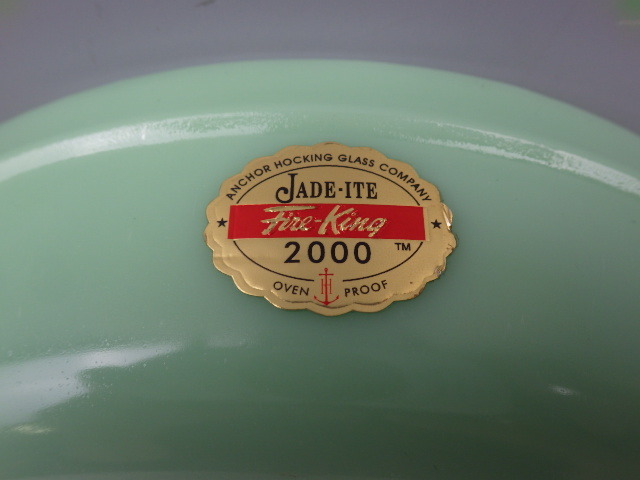 ANCHOR HOCKING GLASS COMPANY
JADE-ITE
Fire-King
2000 ™
OVEN PROOF